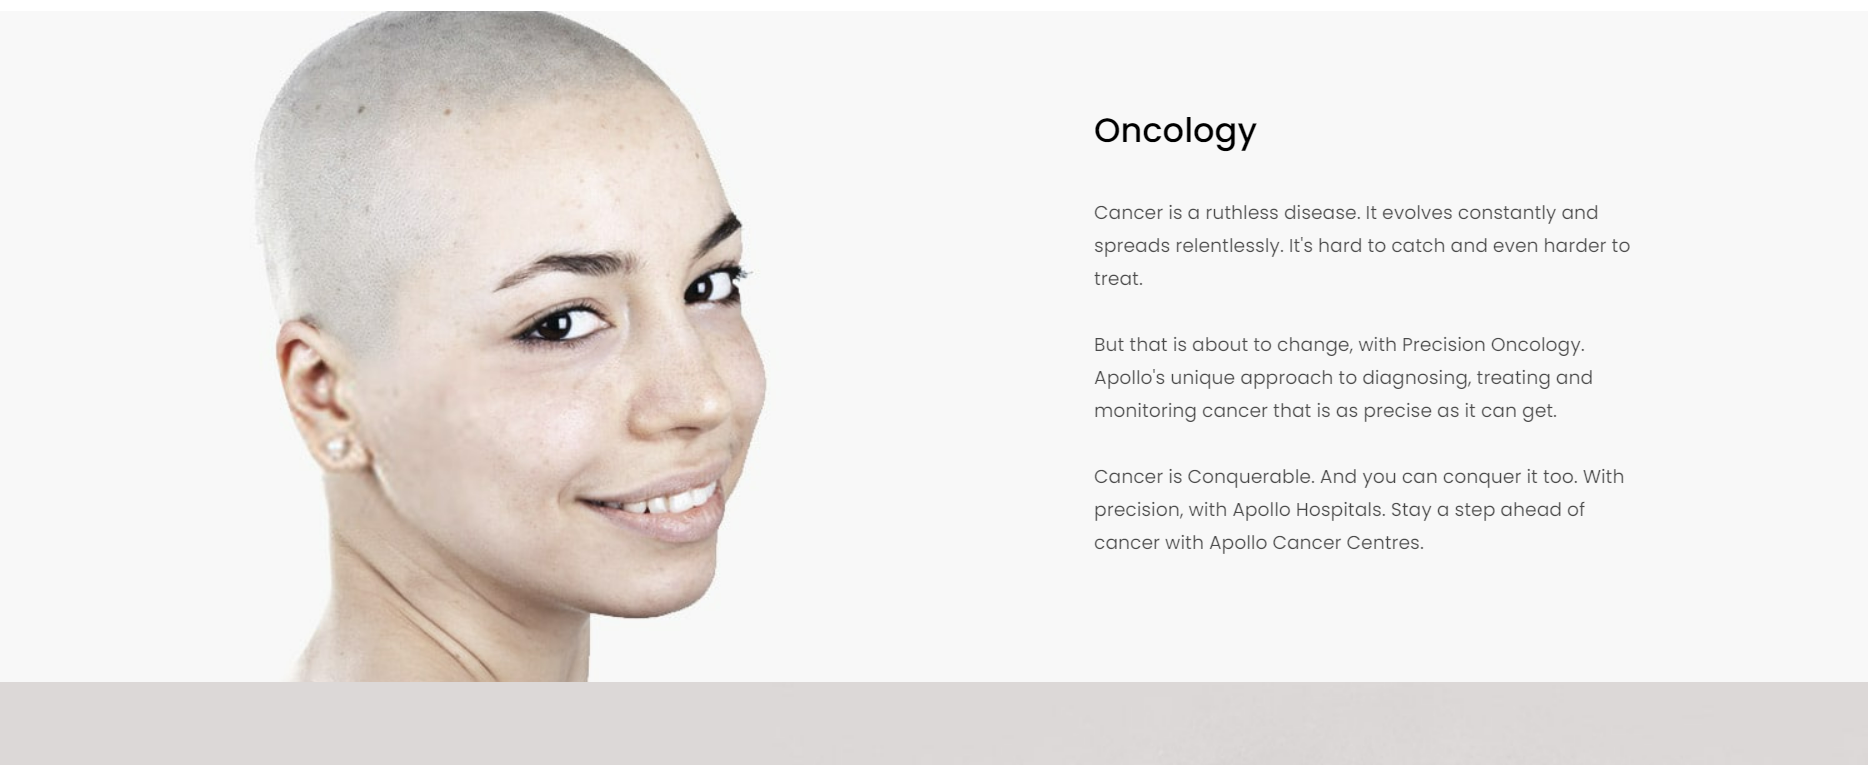 Oncology
Cancer is a ruthless disease. It evolves constantly and
spreads relentlessly. It's hard to catch and even harder to
treat.
But that is about to change, with Precision Oncology.
Apollo's unique approach to diagnosing, treating and
monitoring cancer that is as precise as it can get.
Cancer is Conquerable. And you can conquer it too. With
precision, with Apollo Hospitals. Stay a step ahead of
cancer with Apollo Cancer Centres.